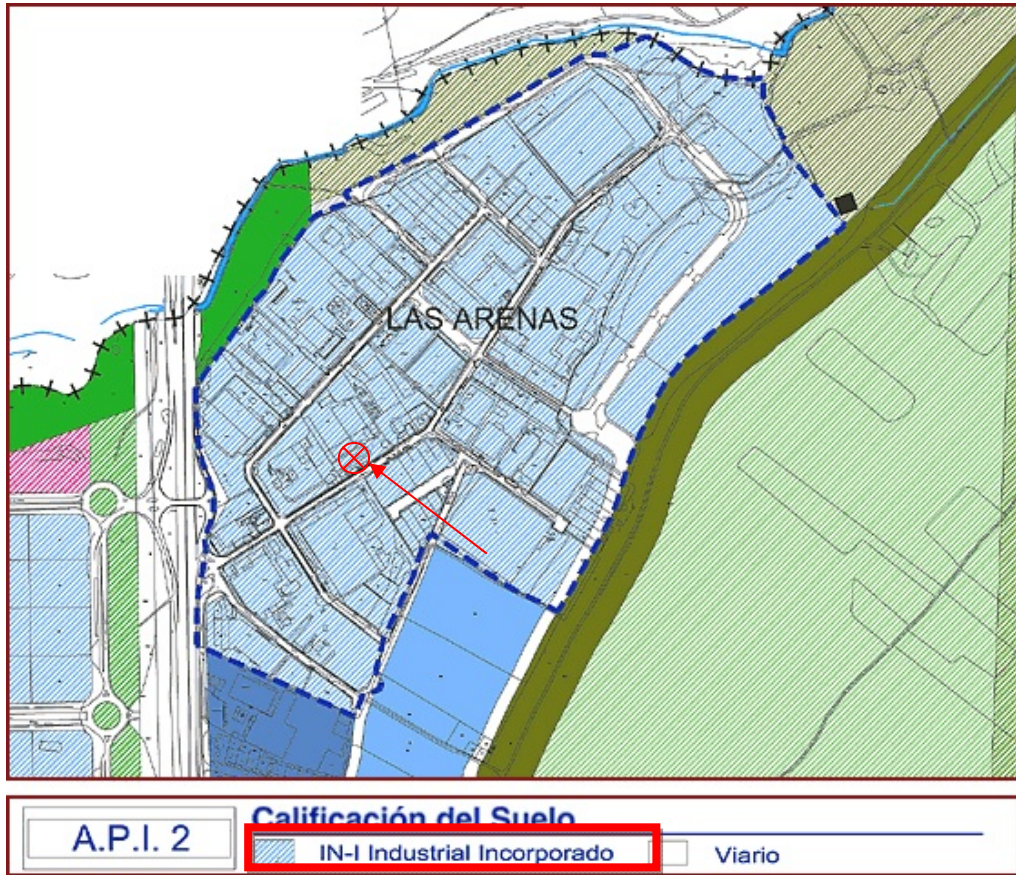 LAS ARENAS
A.P.I. 2
Calificación del Suelo
IN-I Industrial Incorporado
Viario